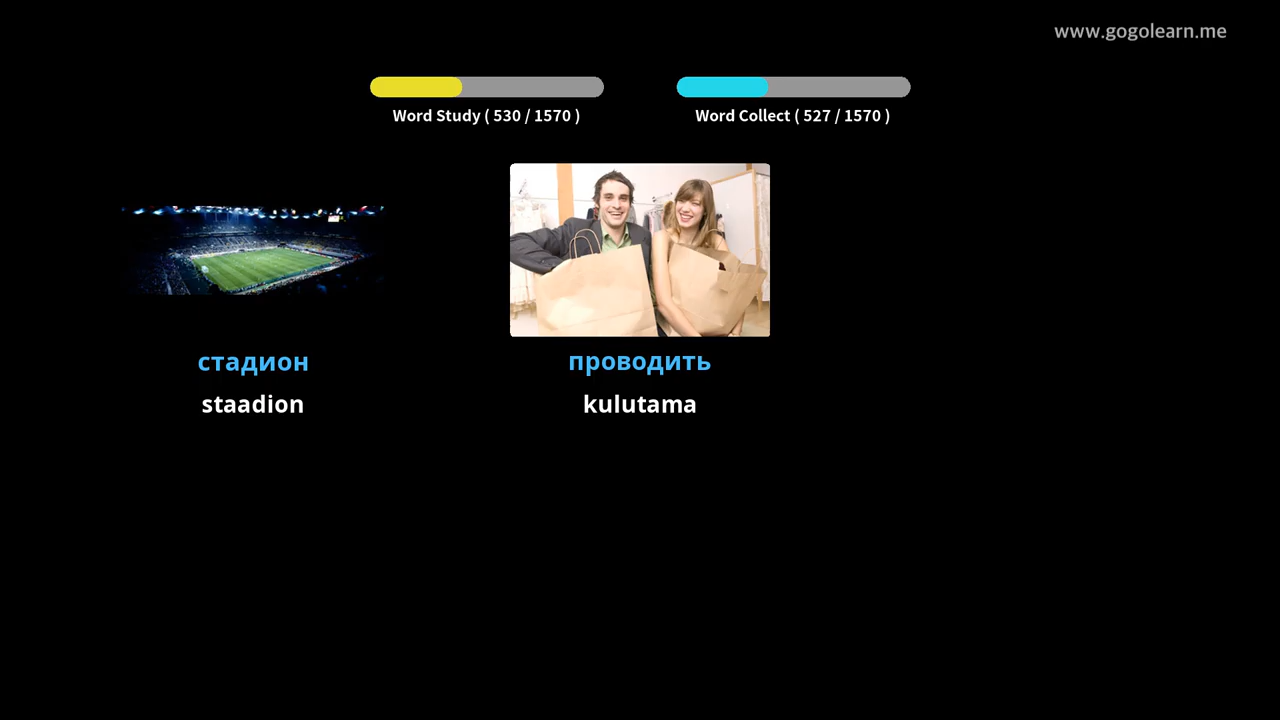 www.gogolearn.me
Word Study ( 530 / 1570 )
Word Collect ( 527 / 1570 )
стадион
staadion
проводить
kulutama